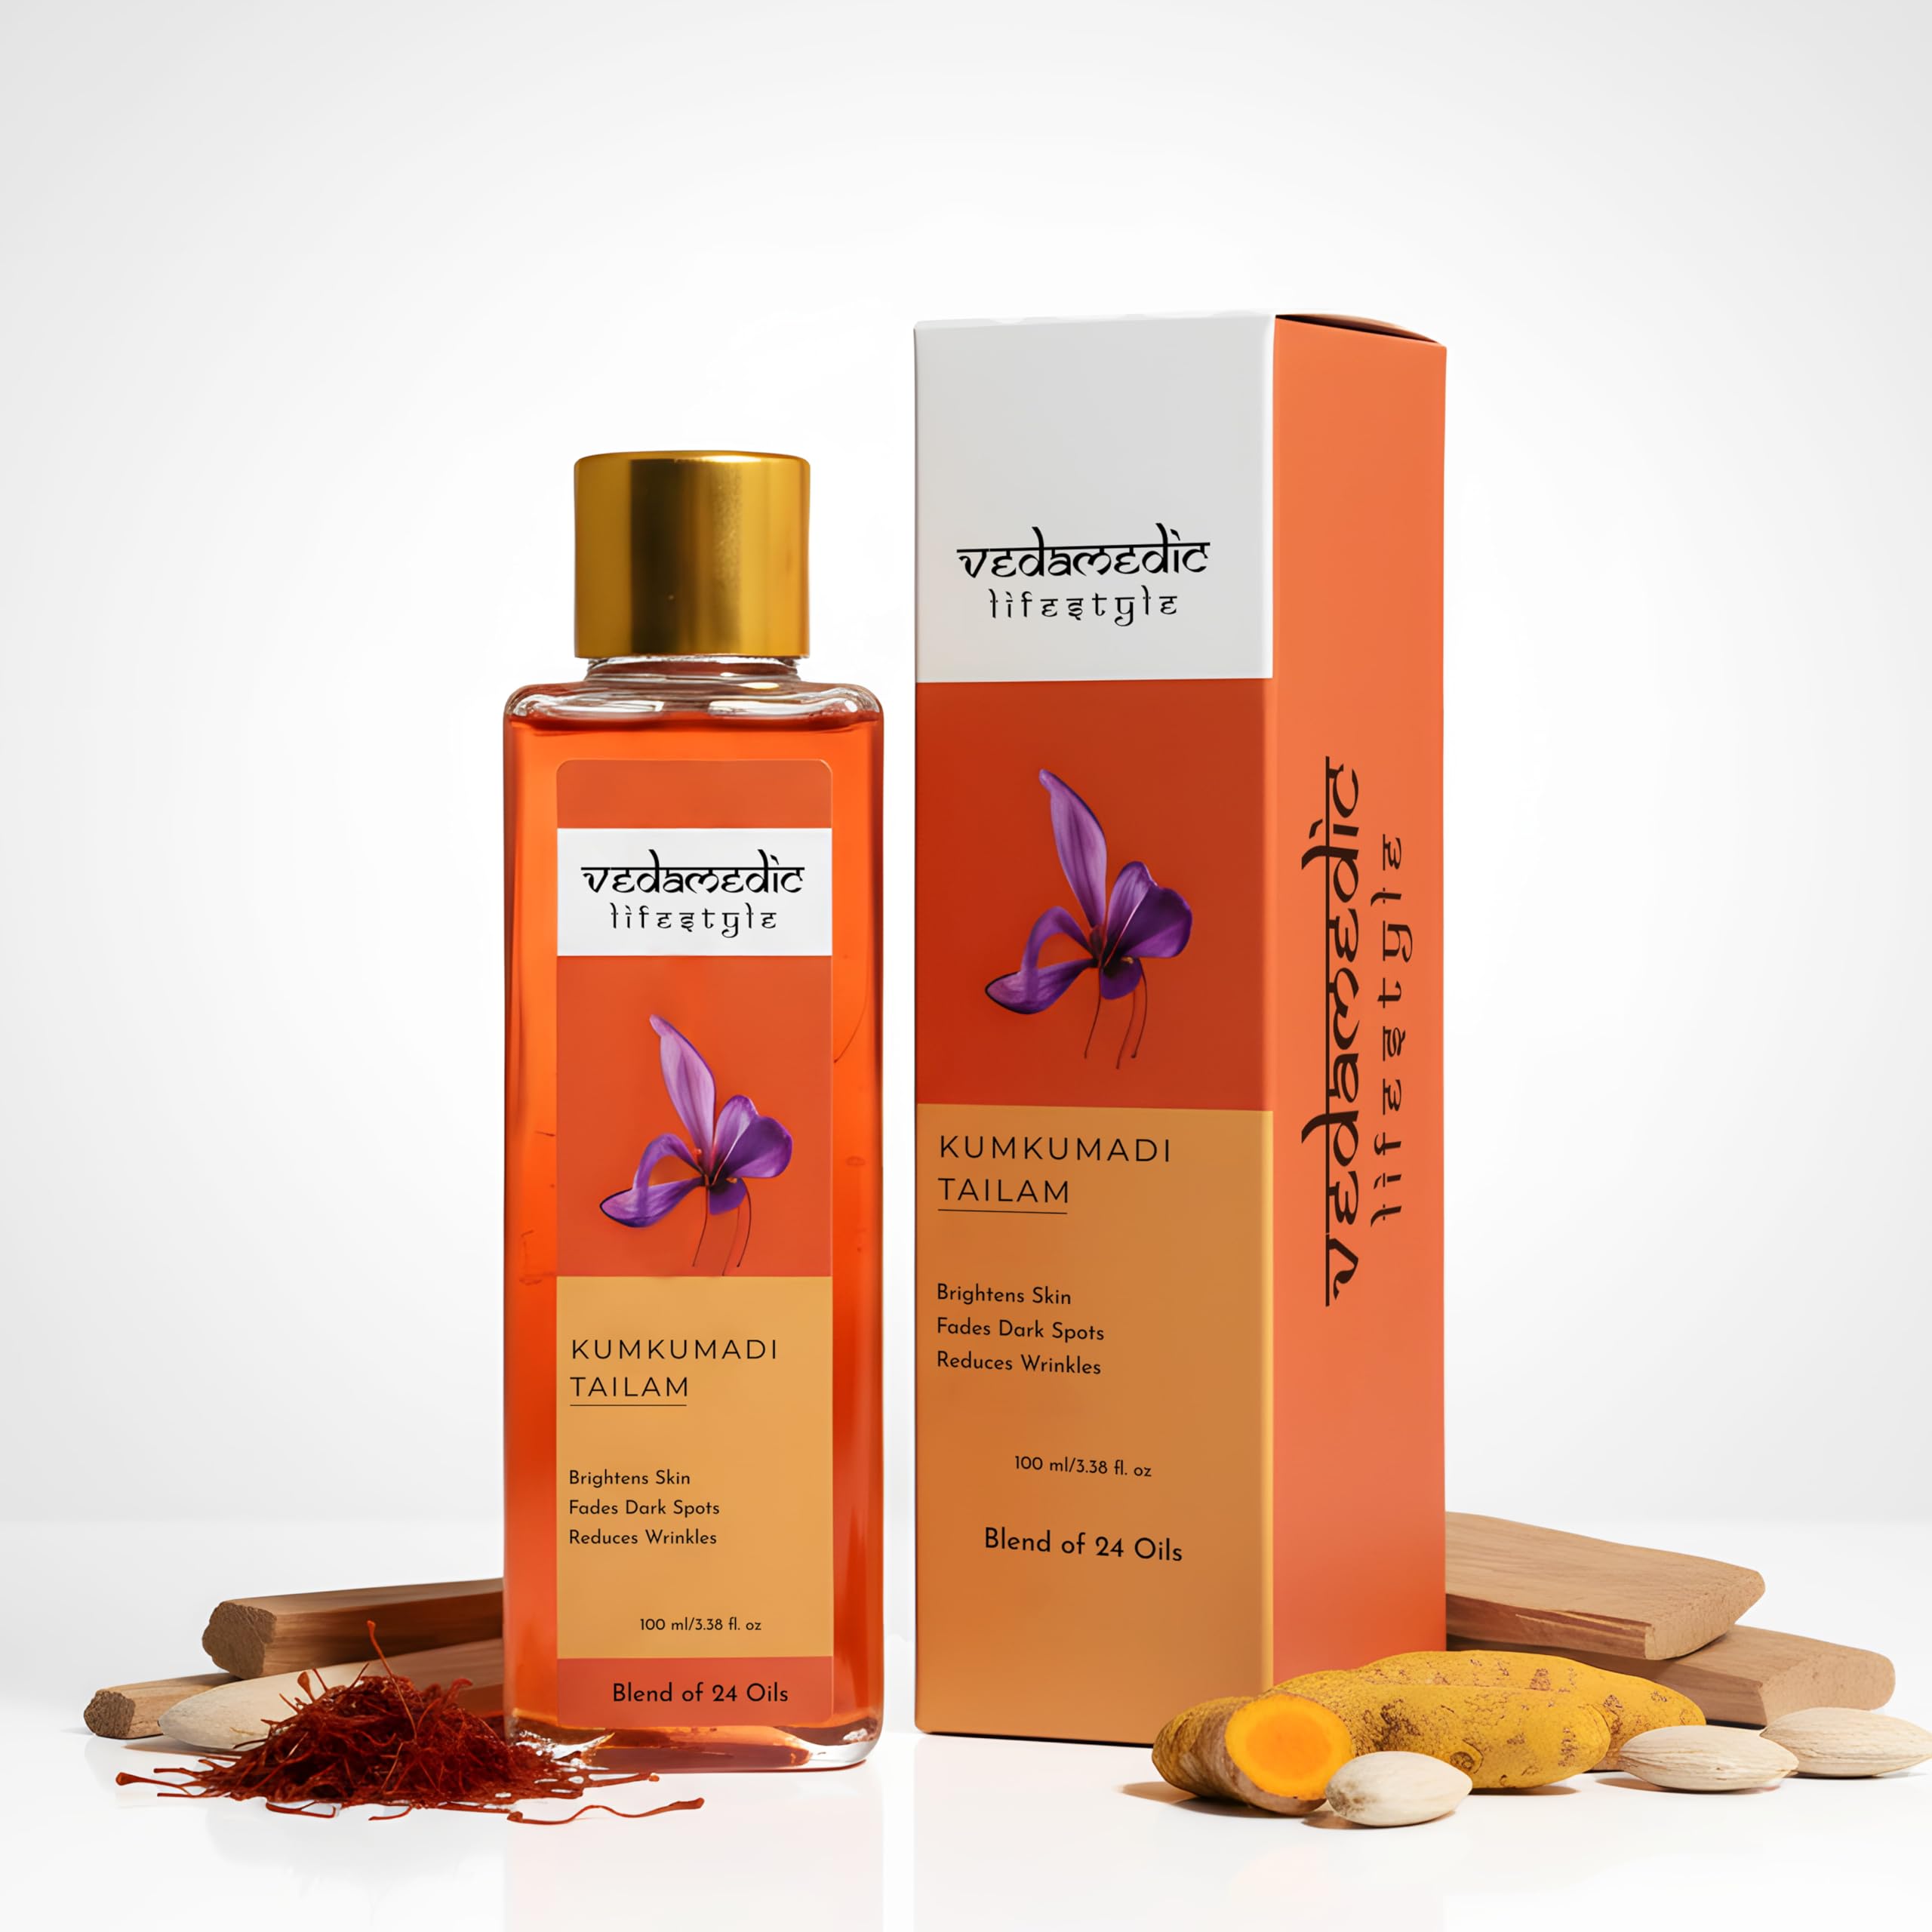 vedamedic
lifestyle
KUMKUMADI
TAILAM
Brightens Skin
Fades Dark Spots
Reduces Wrinkles
100 ml/3.38 fl. oz
Blend of 24 Oils
vedamedic
lifestyle
KUMKUMADI
TAILAM
Brightens Skin
Fades Dark Spots
Reduces Wrinkles
100 ml/3.38 fl. oz
Blend of 24 Oils
vedamedic
lifestyle